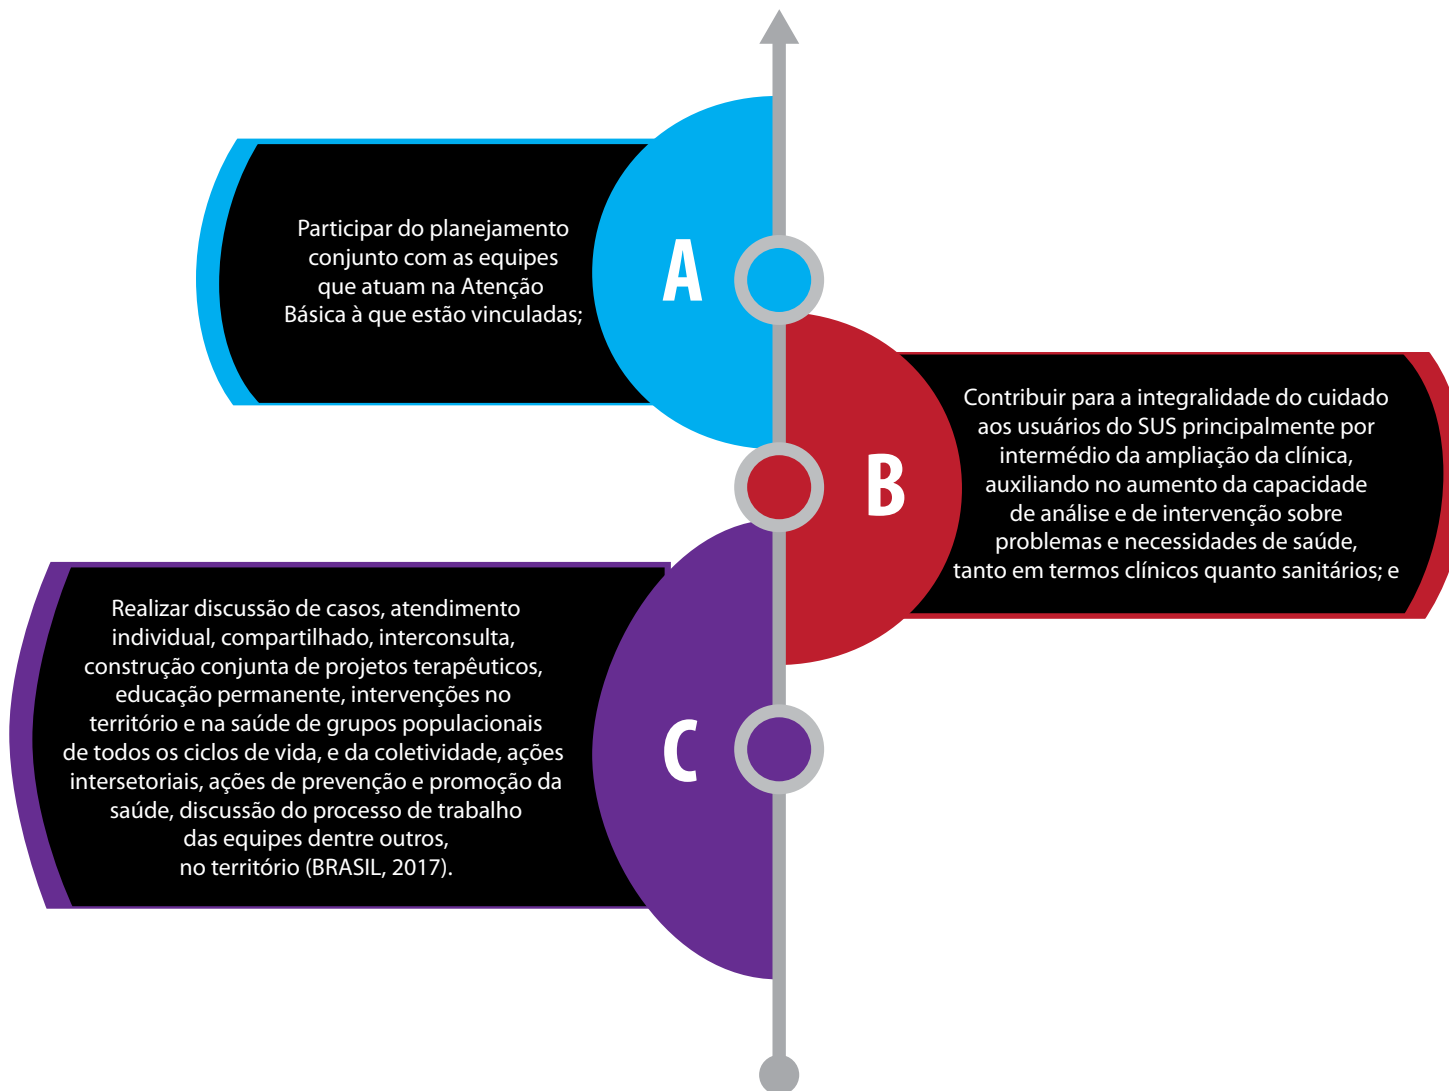 A
Participar do planejamento
conjunto com as equipes
que atuam na Atenção
Básica à que estão vinculadas;
B
Contribuir para a integralidade do cuidado
aos usuários do SUS principalmente por
intermédio da ampliação da clínica,
auxiliando no aumento da capacidade
de análise e de intervenção sobre
problemas e necessidades de saúde,
tanto em termos clínicos quanto sanitários; e
C
Realizar discussão de casos, atendimento
individual, compartilhado, interconsulta,
construção conjunta de projetos terapêuticos,
educação permanente, intervenções no
território e na saúde de grupos populacionais
de todos os ciclos de vida, e da coletividade, ações
intersetoriais, ações de prevenção e promoção da
saúde, discussão do processo de trabalho
das equipes dentre outros,
no território (BRASIL, 2017).